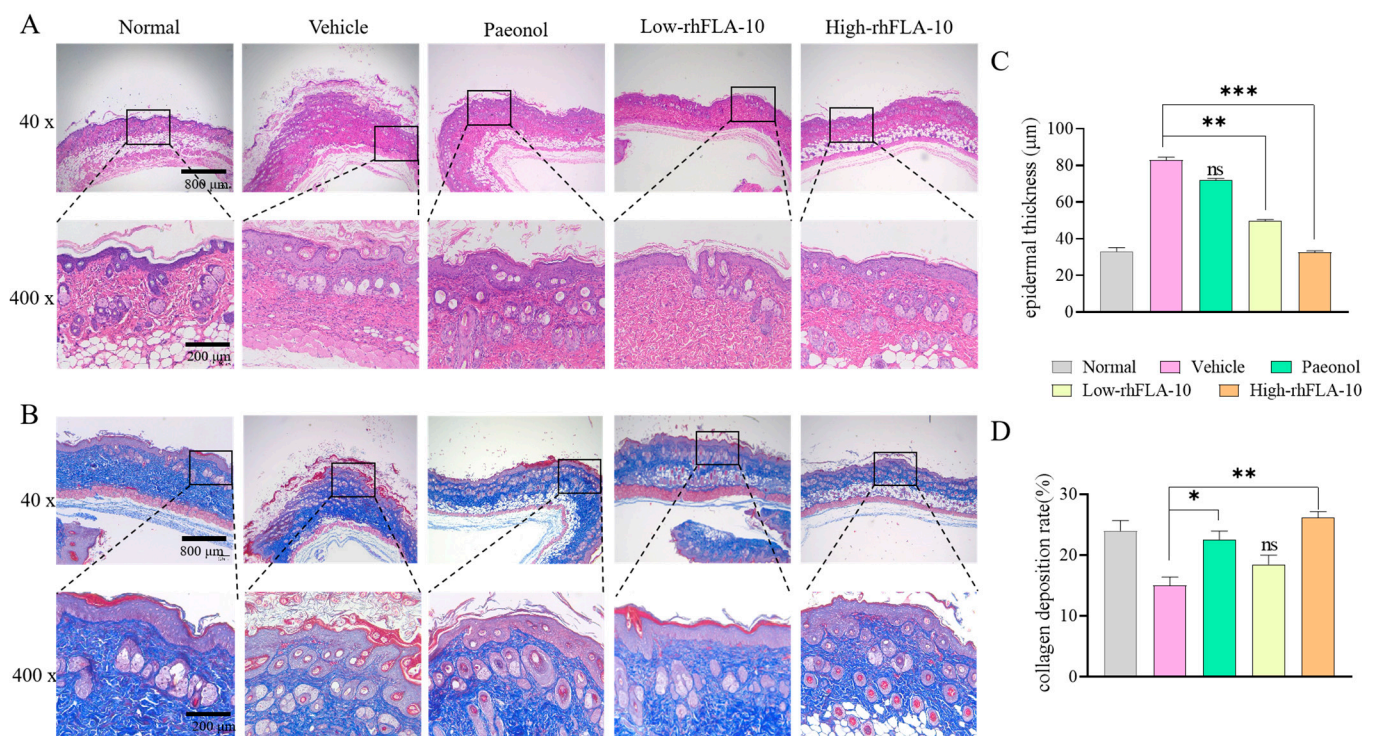 A
Normal
Vehicle
Paeonol
Low-rhFLA-10
High-rhFLA-10
40 x
800 μm
400 x
200 μm
B
40 x
800 μm
400 x
200 μm
C
epidermal thickness (μm)
100
80
60
40
20
0
ns
**
***
Normal
Vehicle
Paeonol
Low-rhFLA-10
High-rhFLA-10
D
collagen deposition rate(%)
30
20
10
0
*
ns
**